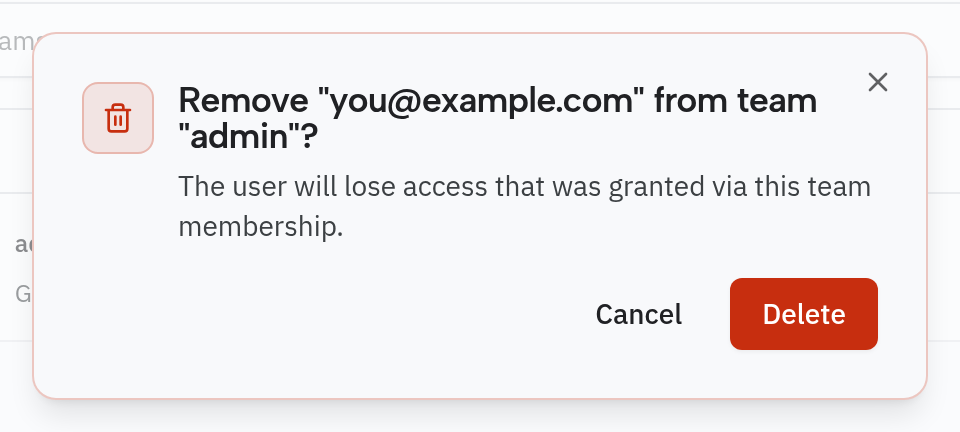 Remove "you@example.com" from team
"admin"?
The user will lose access that was granted via this team
membership.
Cancel
Delete